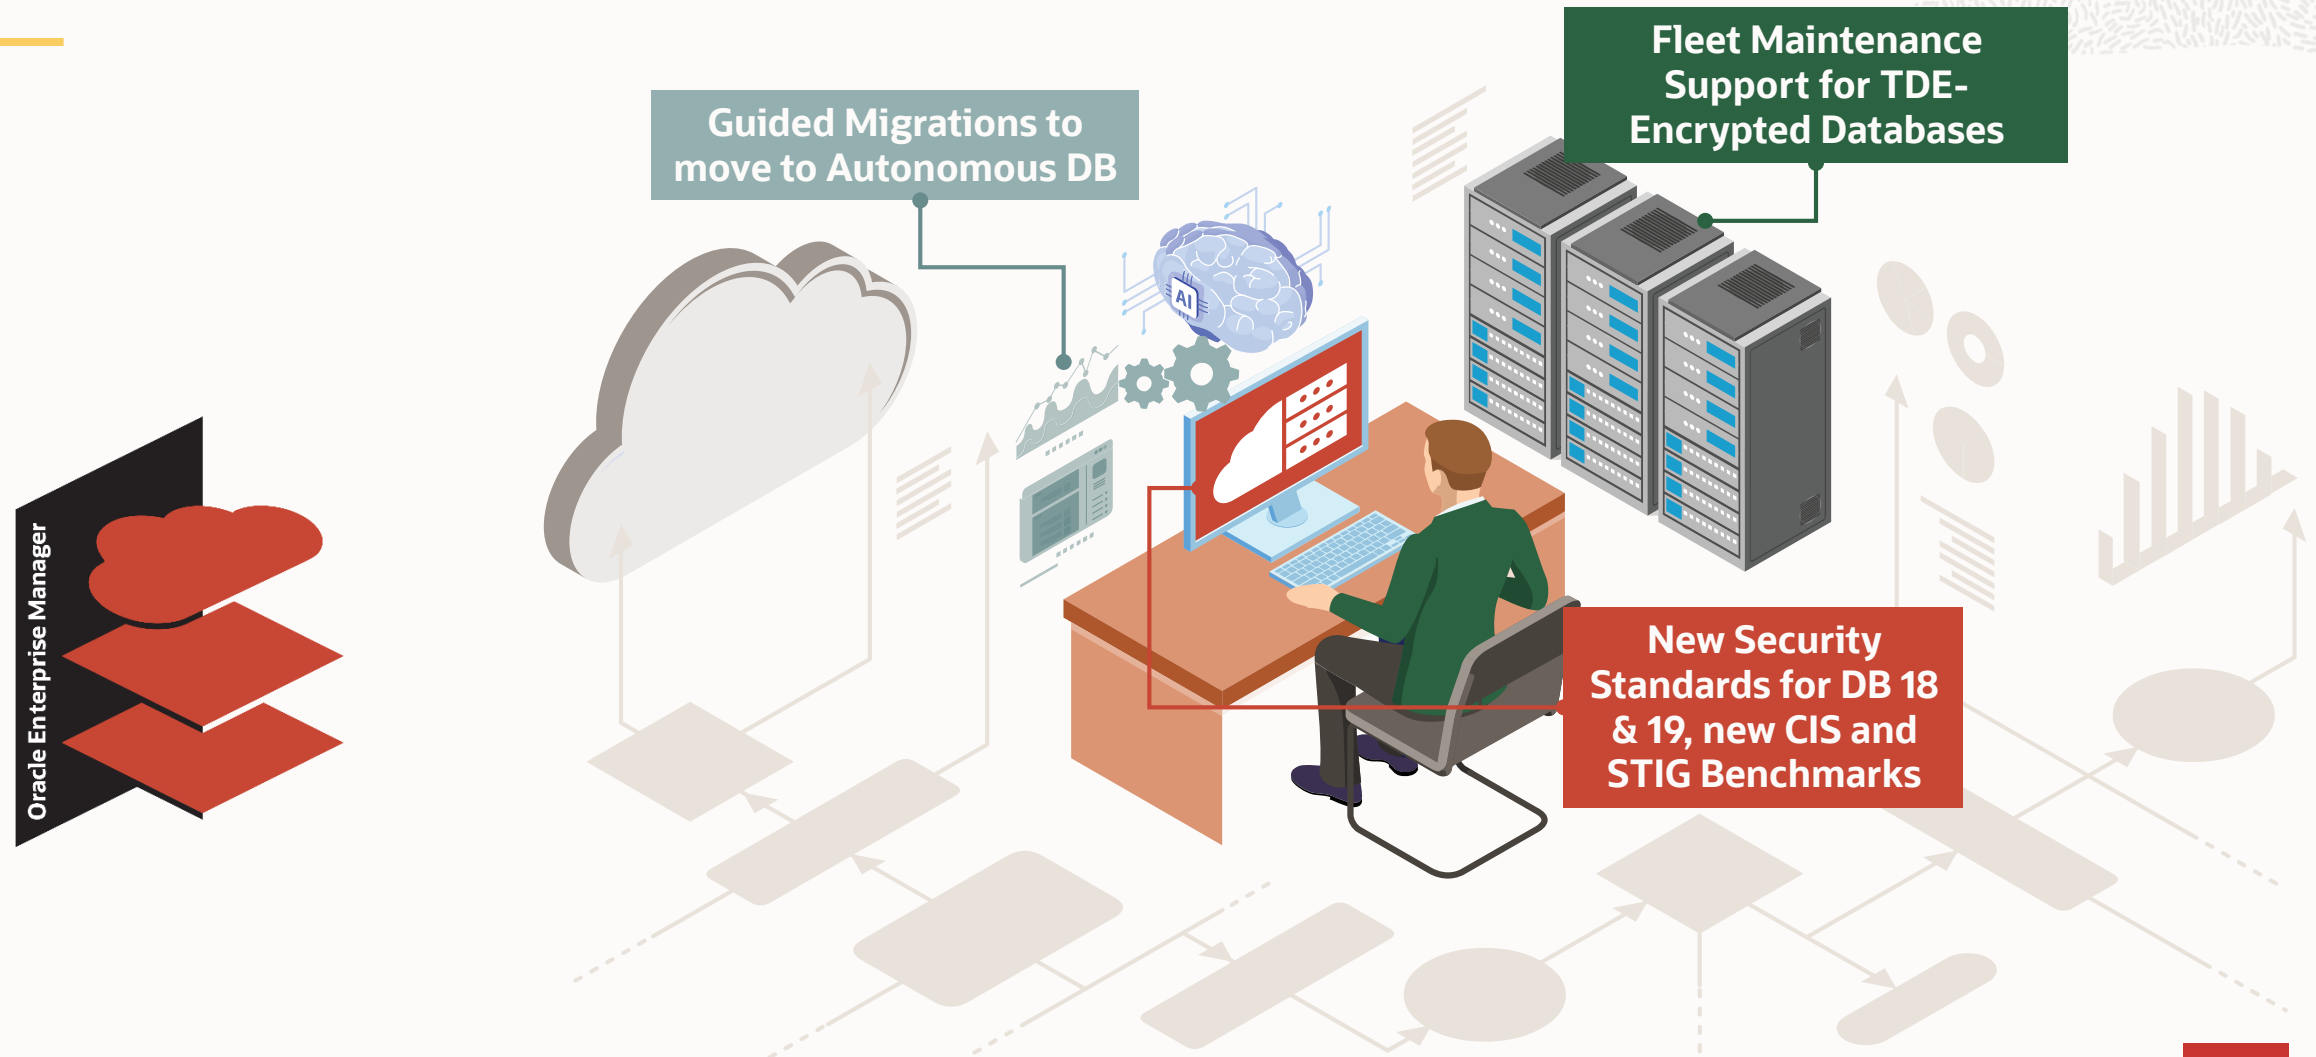 Fleet Maintenance
Support for TDE-
Encrypted Databases
Guided Migrations to
move to Autonomous DB
AI
Oracle Enterprise Manager
New Security
Standards for DB 18
& 19, new CIS and
STIG Benchmarks